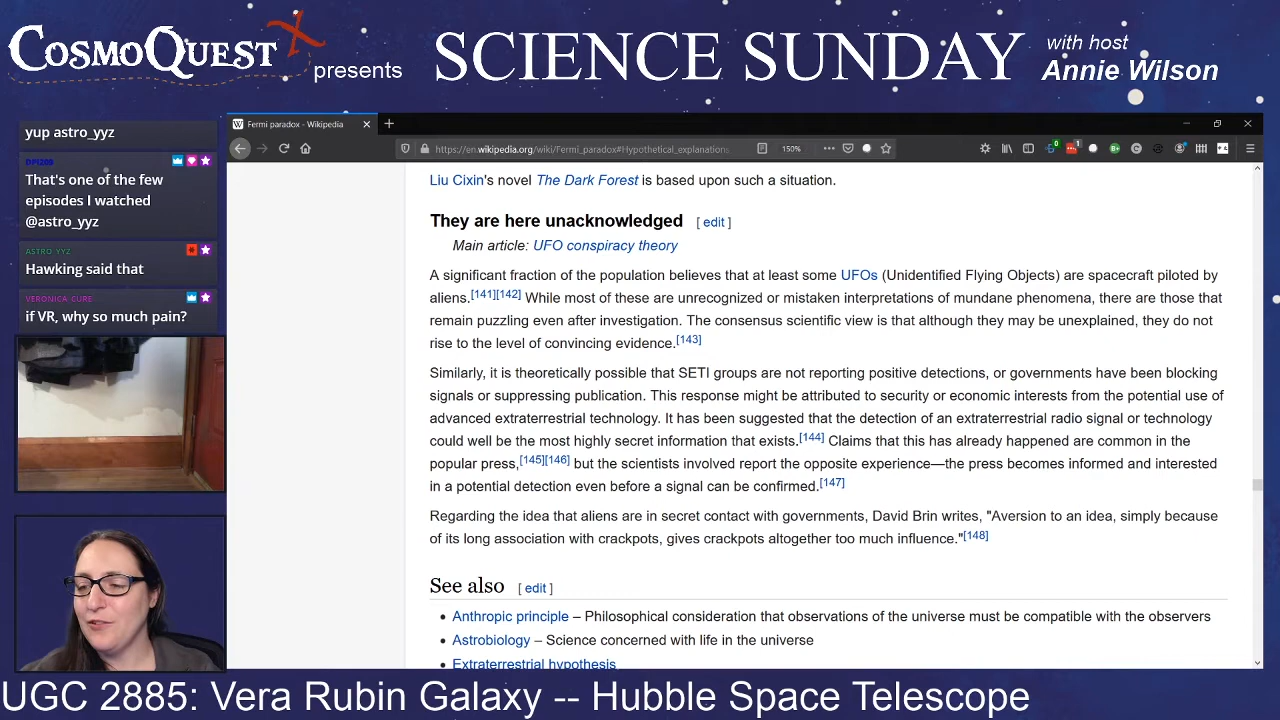 CosmoQuest X
presents
SCIENCE SUNDAY
with host
Annie Wilson
yup astro_yyz
That's one of the few
episodes I watched
@astro_yyz
ASTRO_YYZ
Hawking said that
VERONICA_CURE
if VR, why so much pain?
Fermi paradox - Wikipedia
https://en.wikipedia.org/wiki/Fermi_paradox#Hypothetical_explanations
150%
0
1
Liu Cixin's novel The Dark Forest is based upon such a situation.
They are here unacknowledged [ edit ]
Main article: UFO conspiracy theory
A significant fraction of the population believes that at least some UFOs (Unidentified Flying Objects) are spacecraft piloted by
aliens.[141][142] While most of these are unrecognized or mistaken interpretations of mundane phenomena, there are those that
remain puzzling even after investigation. The consensus scientific view is that although they may be unexplained, they do not
rise to the level of convincing evidence.[143]
Similarly, it is theoretically possible that SETI groups are not reporting positive detections, or governments have been blocking
signals or suppressing publication. This response might be attributed to security or economic interests from the potential use of
advanced extraterrestrial technology. It has been suggested that the detection of an extraterrestrial radio signal or technology
could well be the most highly secret information that exists.[144] Claims that this has already happened are common in the
popular press,[145][146] but the scientists involved report the opposite experience—the press becomes informed and interested
in a potential detection even before a signal can be confirmed.[147]
Regarding the idea that aliens are in secret contact with governments, David Brin writes, "Aversion to an idea, simply because
of its long association with crackpots, gives crackpots altogether too much influence."[148]
See also [ edit ]
• Anthropic principle – Philosophical consideration that observations of the universe must be compatible with the observers
• Astrobiology – Science concerned with life in the universe
• Extraterrestrial hypothesis
UGC 2885: Vera Rubin Galaxy -- Hubble Space Telescope